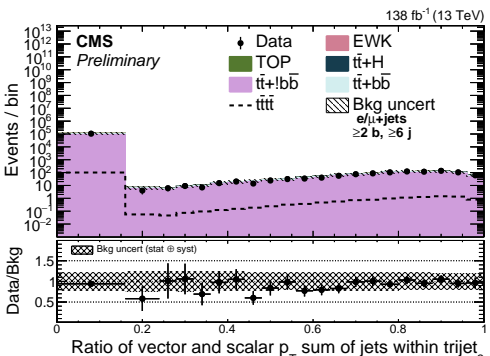 138 fb⁻¹ (13 TeV)
CMS
Preliminary
Data
EWK
TOP
tt̄+H
tt̄+!bb̄
tt̄+bb̄
tt̄tt̄
Bkg uncert
e/μ+jets
≥2 b, ≥6 j
Events / bin
10¹³
10¹²
10¹¹
10¹⁰
10⁹
10⁸
10⁷
10⁶
10⁵
10⁴
10³
10²
10
1
10⁻¹
10⁻²
Bkg uncert (stat ⊕ syst)
Data/Bkg
1.5
1
0.5
0 0.2 0.4 0.6 0.8 1
Ratio of vector and scalar p_T sum of jets within trijet